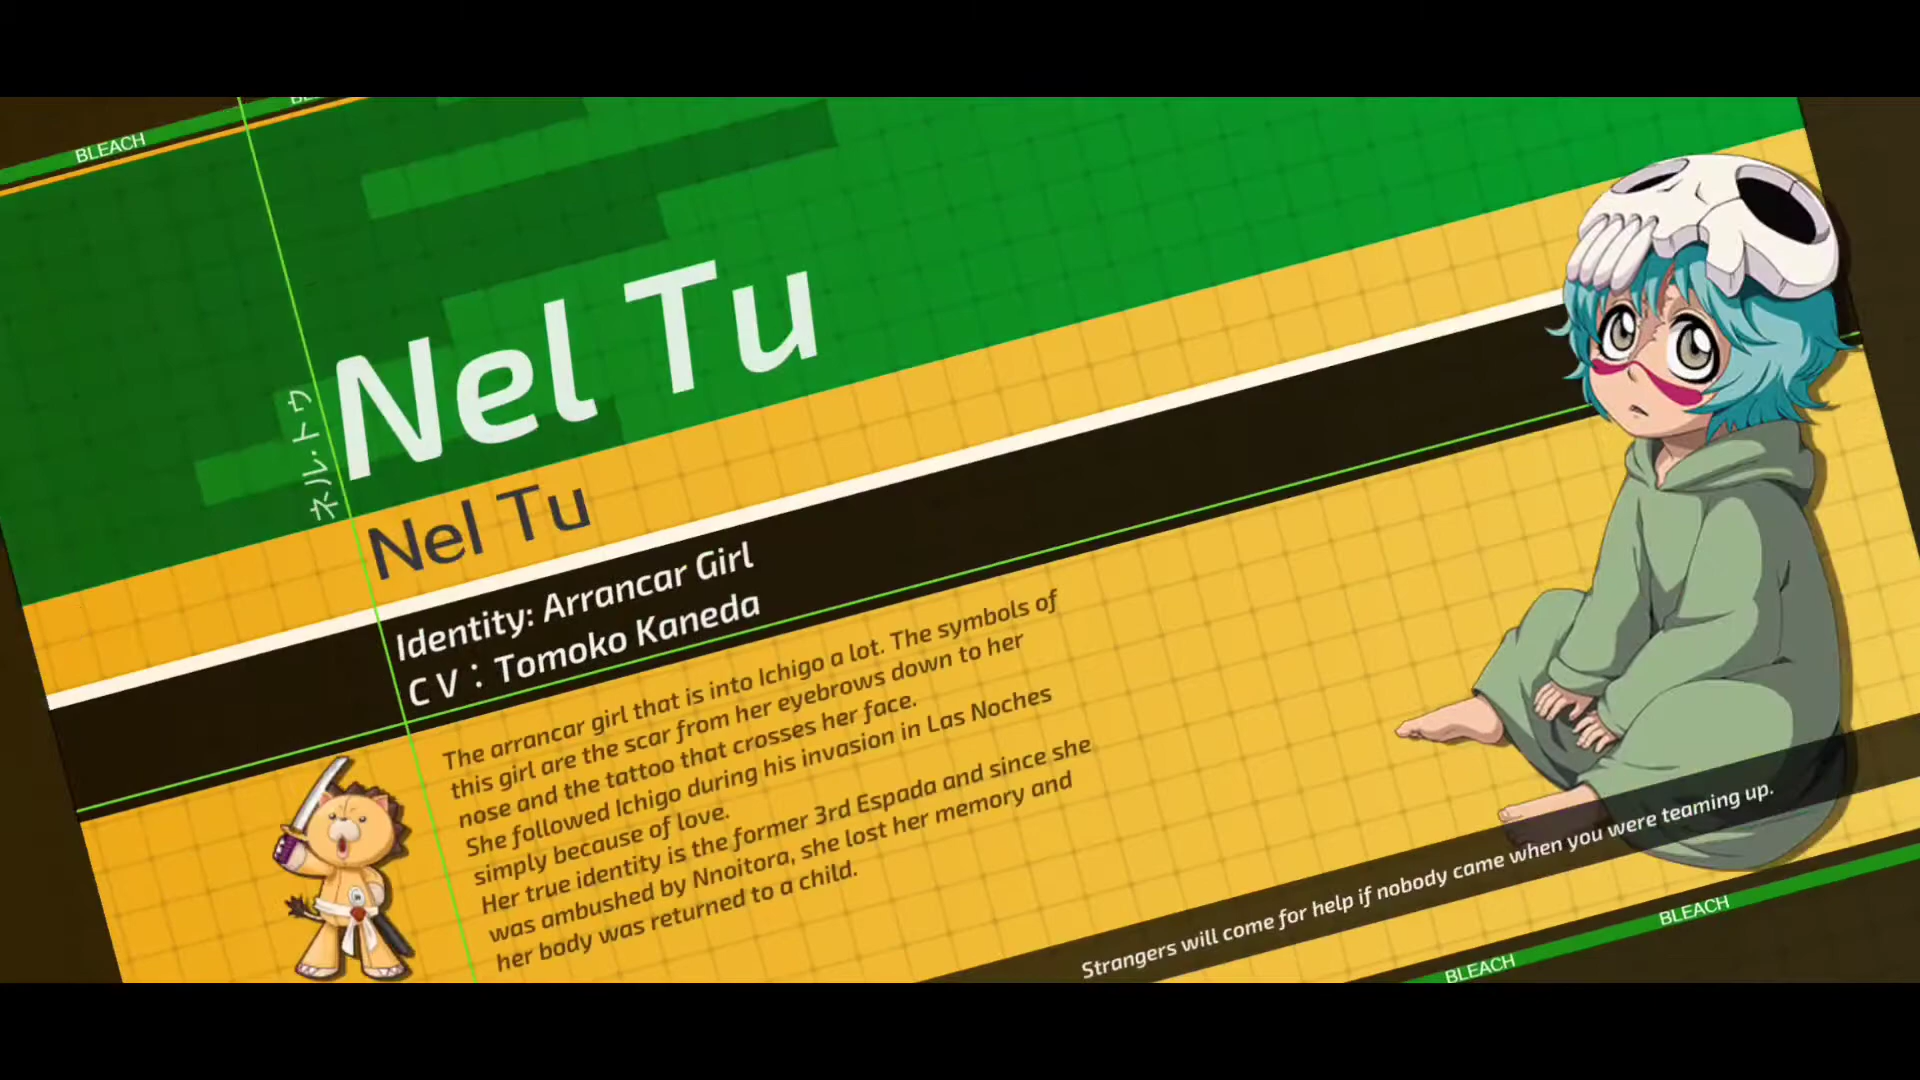 BLEACH
ネル・トゥ
Nel Tu
Nel Tu
Identity: Arrancar Girl
CV：Tomoko Kaneda
The arrancar girl that is into Ichigo a lot. The symbols of
this girl are the scar from her eyebrows down to her
nose and the tattoo that crosses her face.
She followed Ichigo during his invasion in Las Noches
simply because of love.
Her true identity is the former 3rd Espada and since she
was ambushed by Nnoitora, she lost her memory and
her body was returned to a child.
Strangers will come for help if nobody came when you were teaming up.
BLEACH
BLEACH